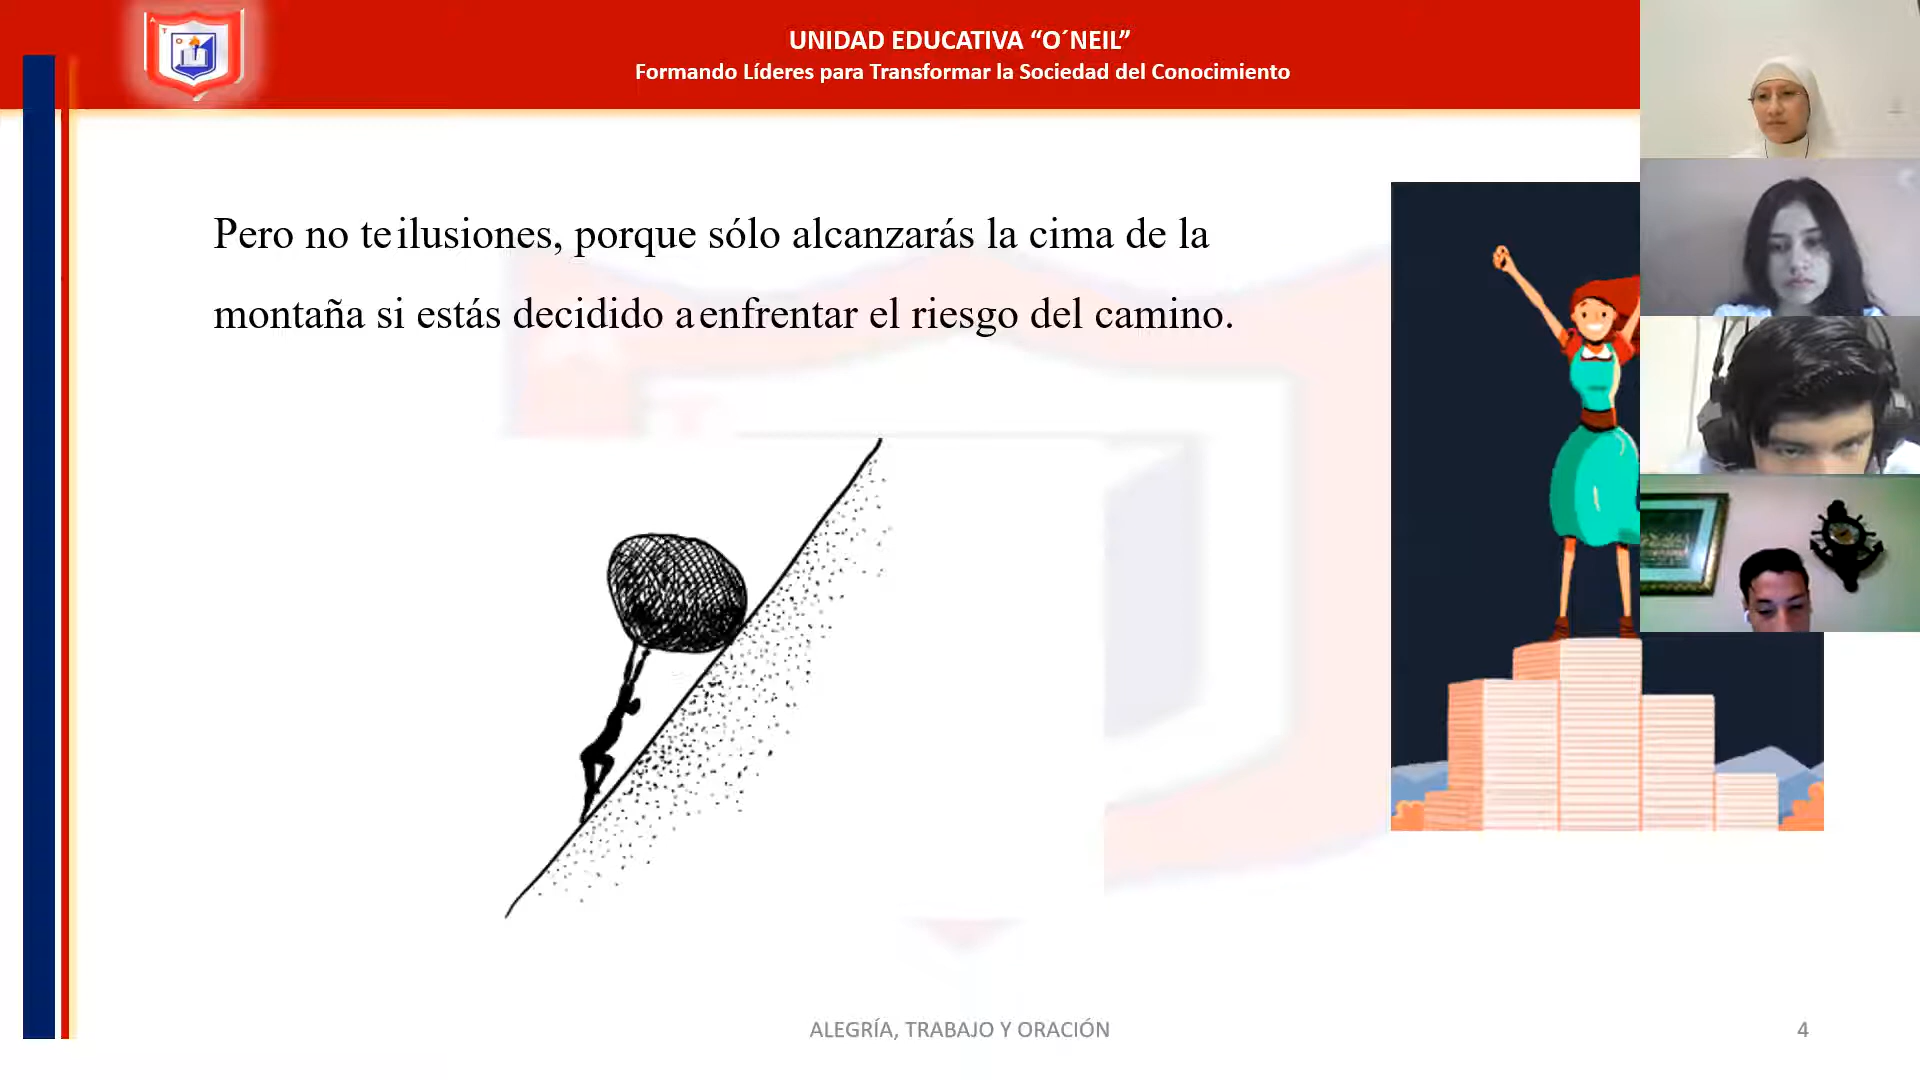 UNIDAD EDUCATIVA “O´NEIL”
Formando Líderes para Transformar la Sociedad del Conocimiento
Pero no te ilusiones, porque sólo alcanzarás la cima de la
montaña si estás decidido a enfrentar el riesgo del camino.
ALEGRÍA, TRABAJO Y ORACIÓN
4